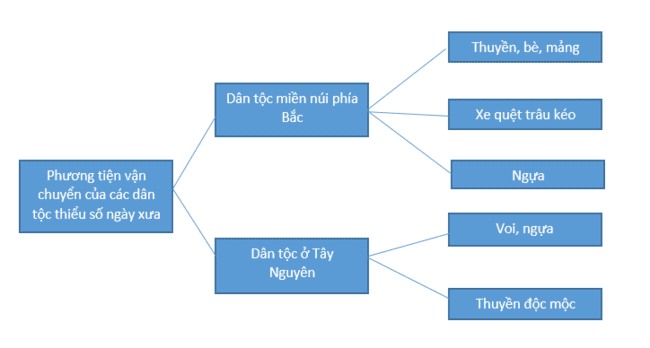 Phương tiện vận
chuyển của các dân
tộc thiểu số ngày xưa
Dân tộc miền núi phía
Bắc
Thuyền, bè, mảng
Xe quệt trâu kéo
Ngựa
Dân tộc ở Tây
Nguyên
Voi, ngựa
Thuyền độc mộc